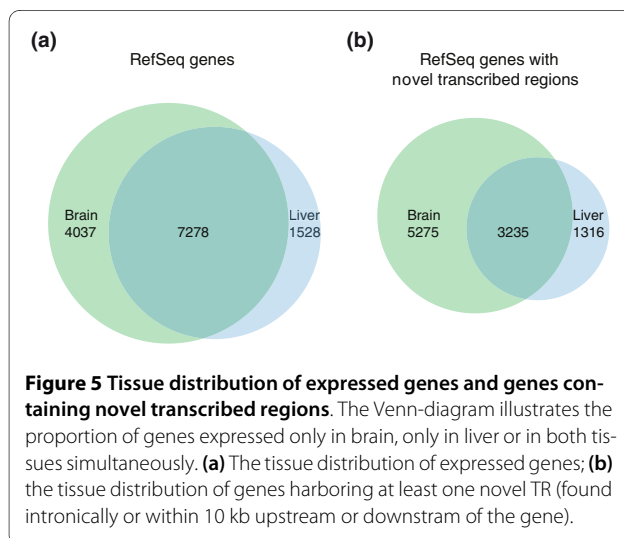 (a)
RefSeq genes
Brain
4037
7278
Liver
1528
(b)
RefSeq genes with
novel transcribed regions
Brain
5275
3235
Liver
1316
Figure 5 Tissue distribution of expressed genes and genes con-
taining novel transcribed regions. The Venn-diagram illustrates the
proportion of genes expressed only in brain, only in liver or in both tis-
sues simultaneously. (a) The tissue distribution of expressed genes; (b)
the tissue distribution of genes harboring at least one novel TR (found
intronically or within 10 kb upstream or downstram of the gene).